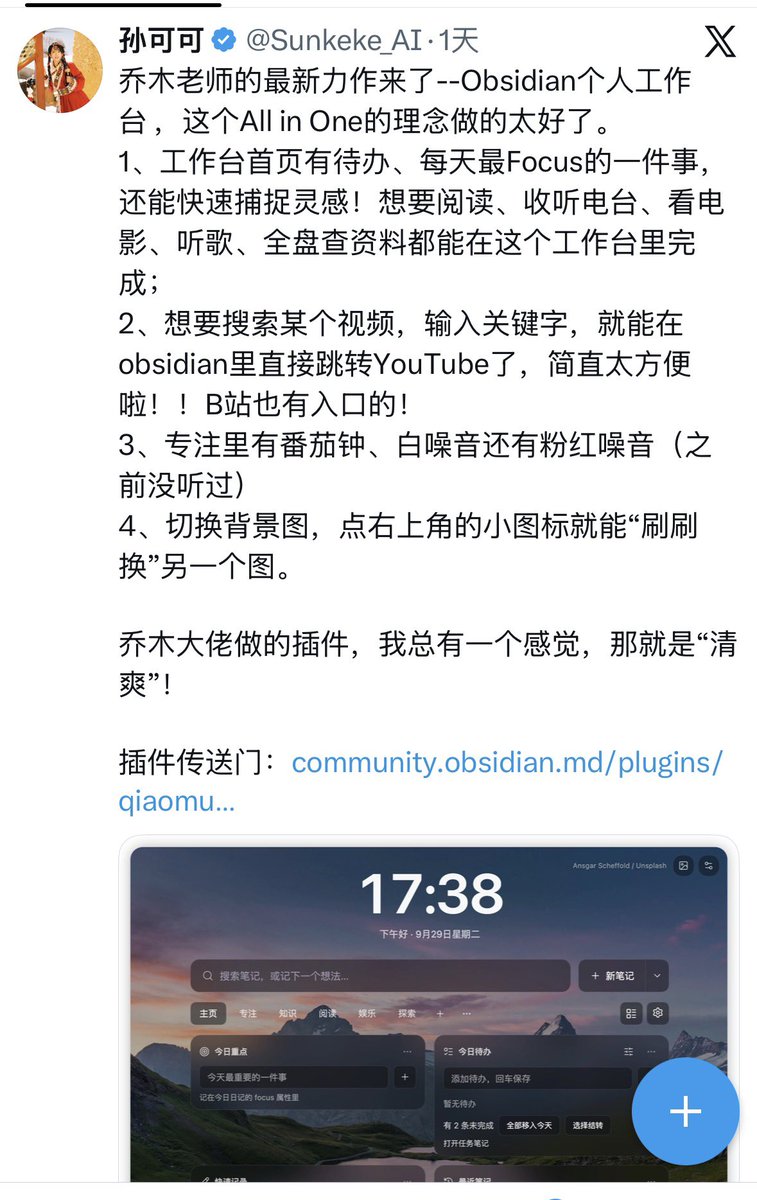 孙可可 @Sunkeke_AI·1天
乔木老师的最新力作来了--Obsidian个人工作
台，这个All in One的理念做的太好了。
1、工作台首页有待办、每天最Focus的一件事，
还能快速捕捉灵感！想要阅读、收听电台、看电
影、听歌、全盘查资料都能在这个工作台里完
成；
2、想要搜索某个视频，输入关键字，就能在
obsidian里直接跳转YouTube了，简直太方便
啦！！B站也有入口的！
3、专注里有番茄钟、白噪音还有粉红噪音（之
前没听过）
4、切换背景图，点右上角的小图标就能“刷刷
换”另一个图。
乔木大佬做的插件，我总有一个感觉，那就是“清
爽”！
插件传送门：community.obsidian.md/plugins/
qiaomu...
Ansgar Scheffold / Unsplash
17:38
下午好·9月29日星期二
搜索笔记，或记下一个想法...
+ 新笔记
主页 专注 知识 阅读 娱乐 探索 + ...
今日重点 ...
今天最重要的一件事 +
记在今日日记的 focus 属性里
今日待办 ...
添加待办，回车保存
暂无待办
有 2 条未完成 全部移入今天 选择结转
打开任务笔记
快速记录 ...
最近笔记 ...